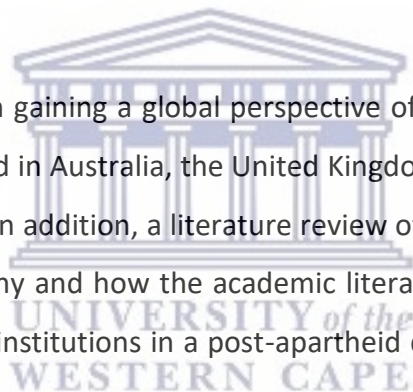 gaining a global perspective of
in Australia, the United Kingdo
n addition, a literature review o
ny and how the academic litera
UNIVERSITY of the
institutions in a post-apartheid
WESTERN CAPE